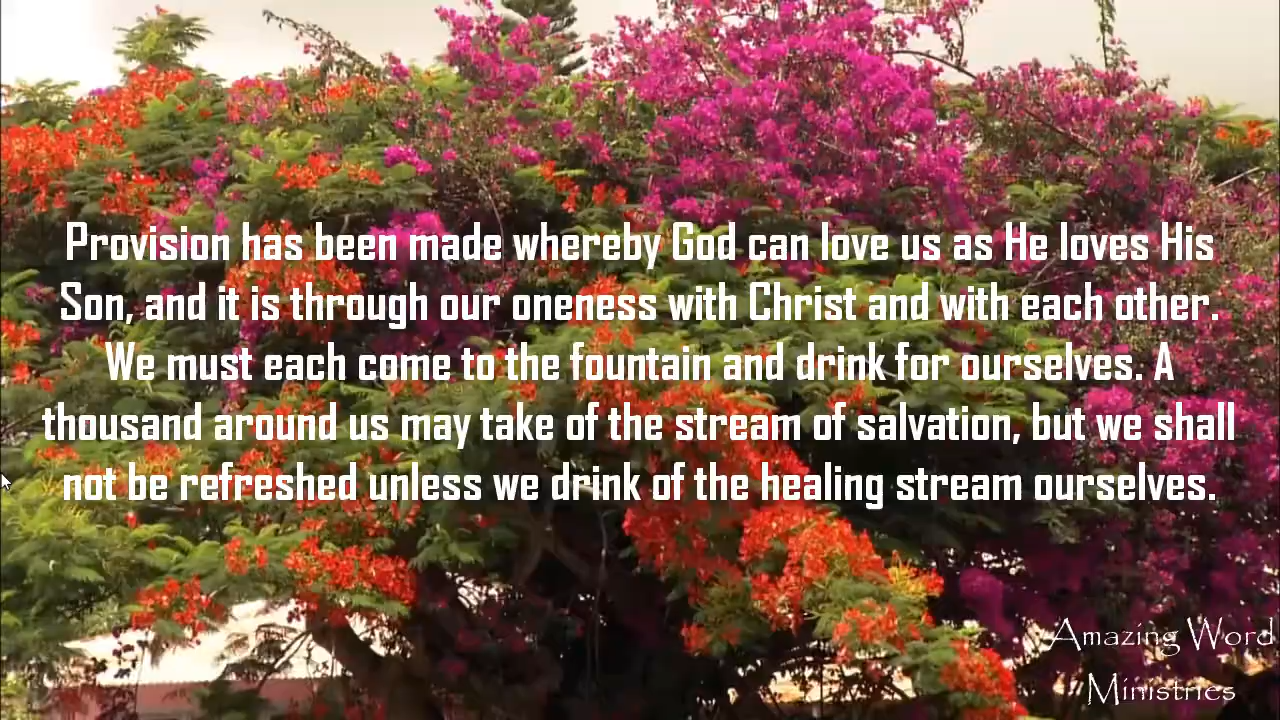 Provision has been made whereby God can love us as He loves His
Son, and it is through our oneness with Christ and with each other.
We must each come to the fountain and drink for ourselves. A
thousand around us may take of the stream of salvation, but we shall
not be refreshed unless we drink of the healing stream ourselves.
Amazing Word
Ministries